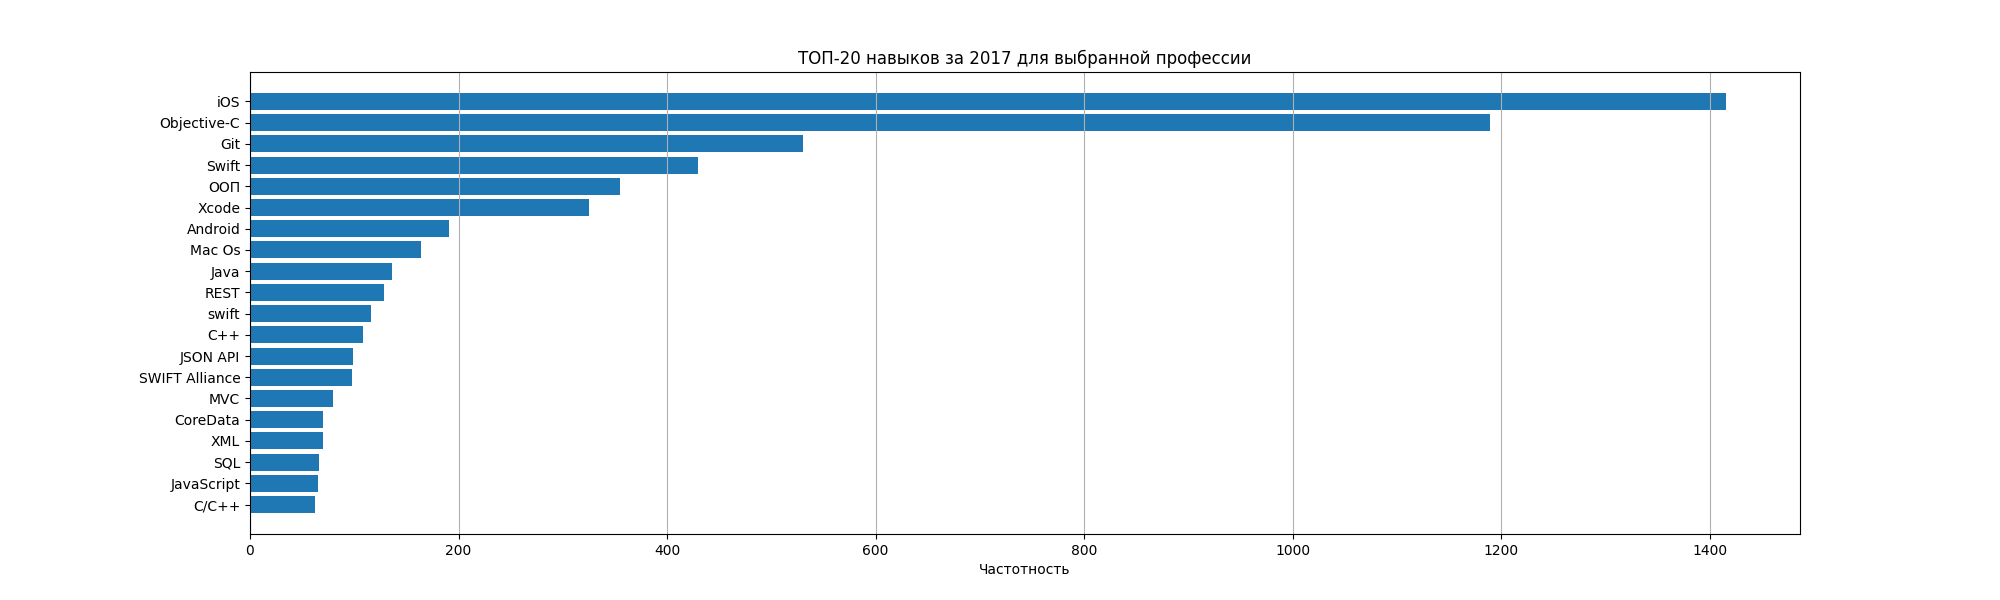 ТОП-20 навыков за 2017 для выбранной профессии
iOS
Objective-C
Git
Swift
ООП
Xcode
Android
Mac Os
Java
REST
swift
C++
JSON API
SWIFT Alliance
MVC
CoreData
XML
SQL
JavaScript
C/C++
0 200 400 600 800 1000 1200 1400
Частотность